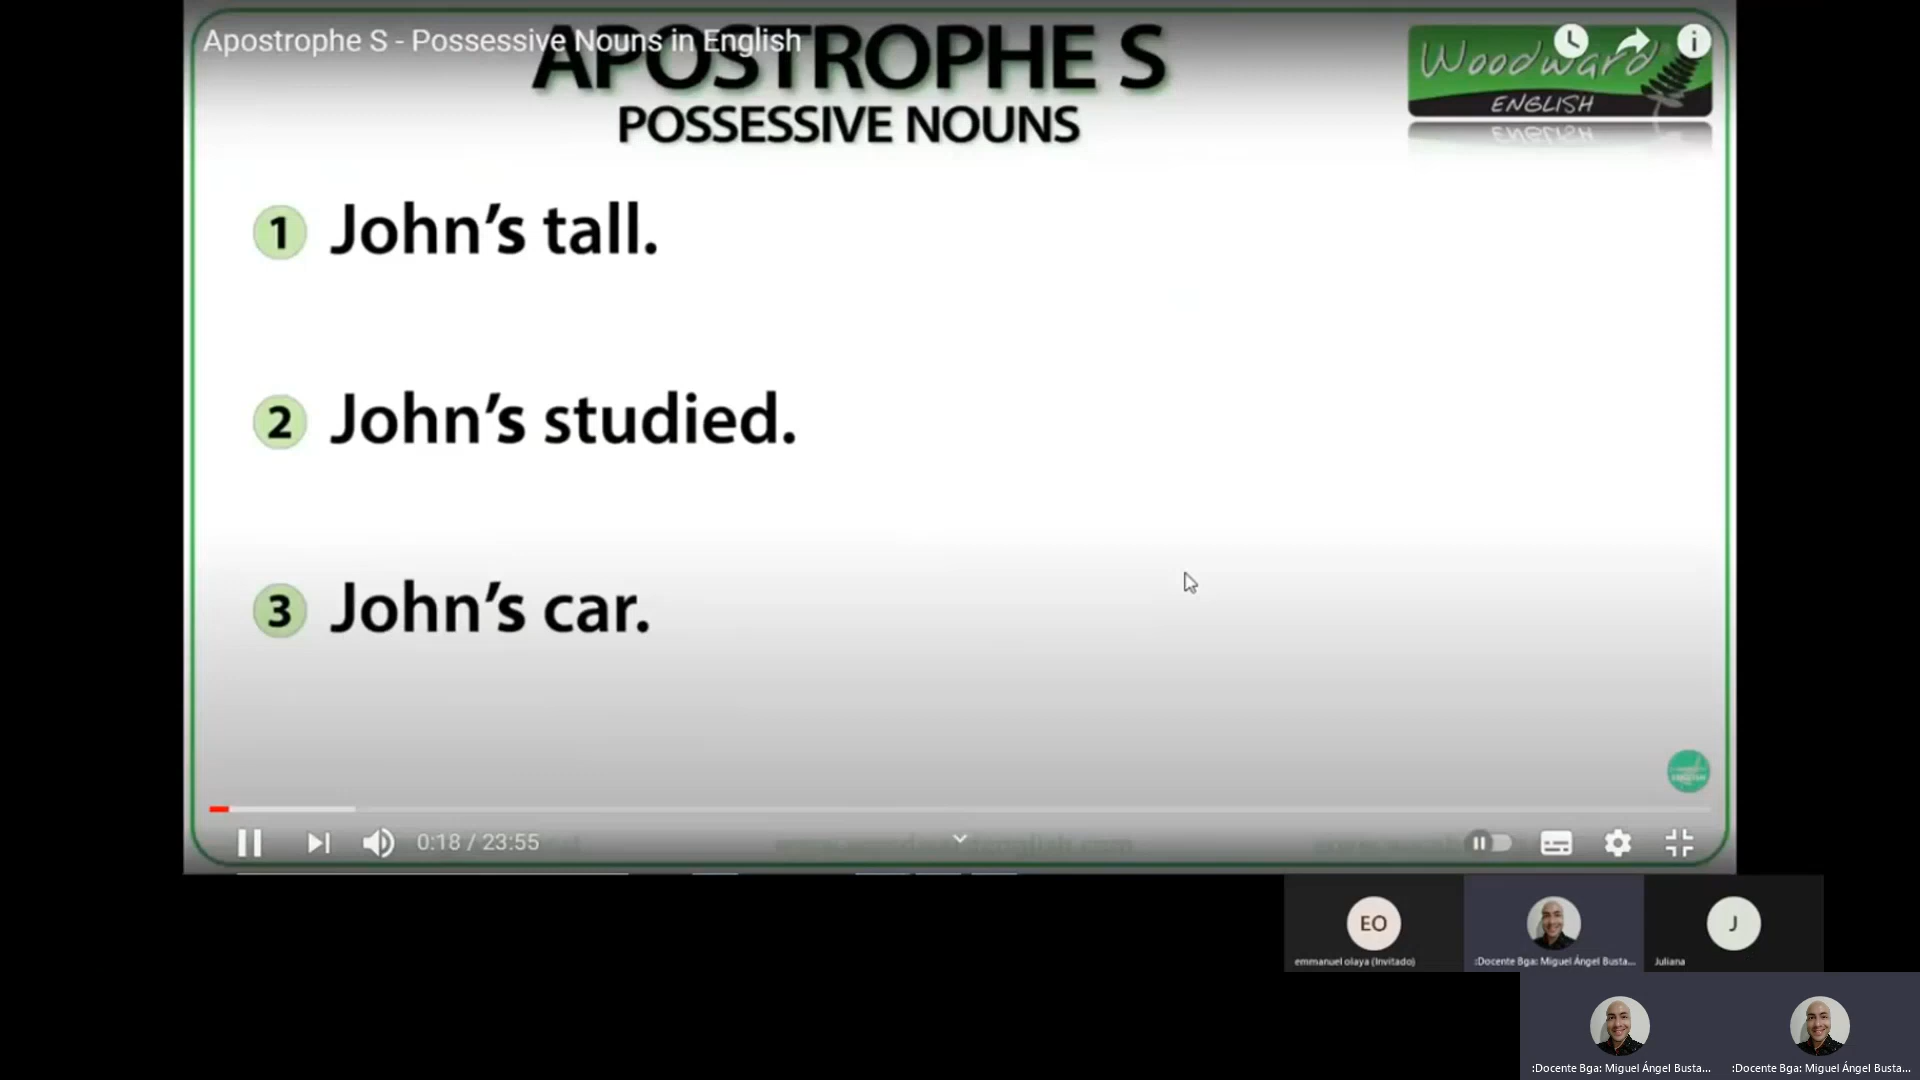 Apostrophe S - Possessive Nouns in English
APOSTROPHE S
POSSESSIVE NOUNS
Woodward
ENGLISH
1 John's tall.
2 John's studied.
3 John's car.
0:18 / 23:55
EO
J
emmanuel olaya (Invitado)
:Docente Bga: Miguel Ángel Busta...
Juliana
:Docente Bga: Miguel Ángel Busta...
:Docente Bga: Miguel Ángel Busta...